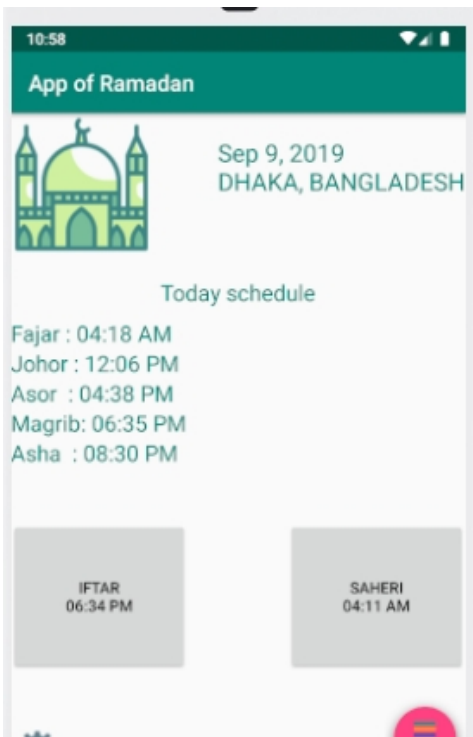 10:58
App of Ramadan
Sep 9, 2019
DHAKA, BANGLADESH
Today schedule
Fajar : 04:18 AM
Johor : 12:06 PM
Asor : 04:38 PM
Magrib: 06:35 PM
Asha : 08:30 PM
IFTAR
06:34 PM
SAHERI
04:11 AM